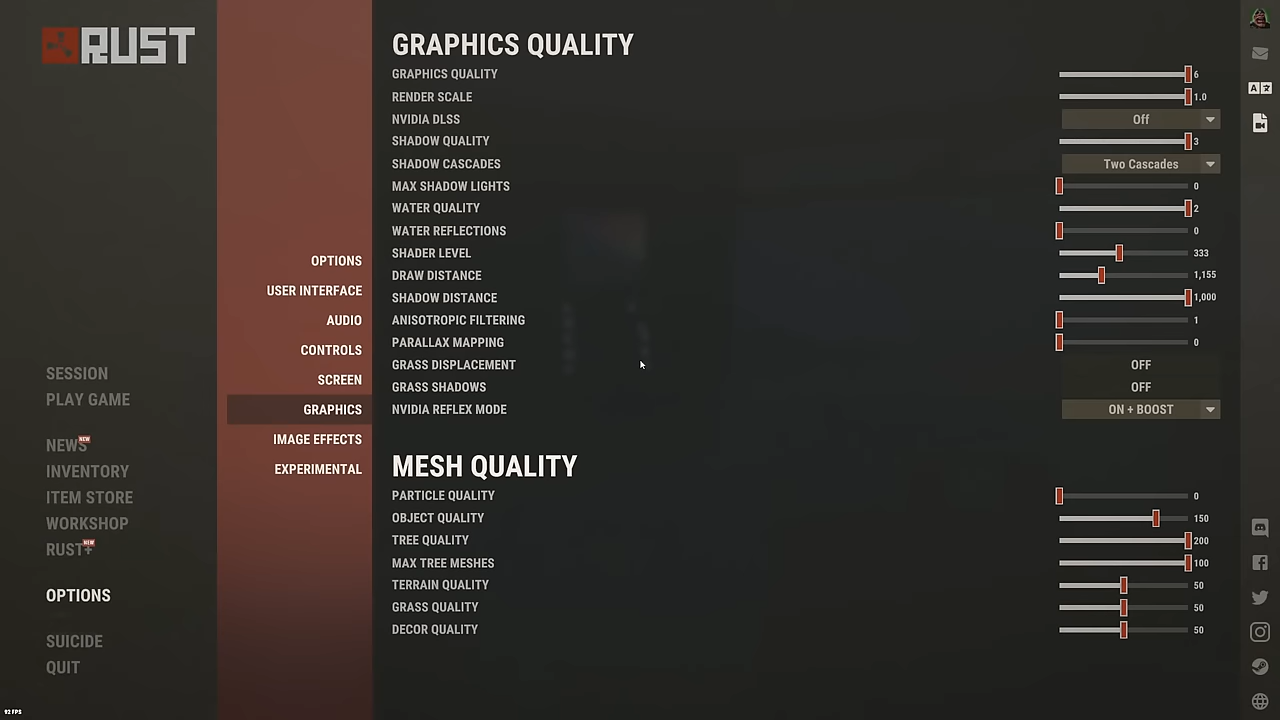 RUST
SESSION
PLAY GAME
NEWS NEW
INVENTORY
ITEM STORE
WORKSHOP
RUST+ NEW
OPTIONS
SUICIDE
QUIT
92 FPS
OPTIONS
USER INTERFACE
AUDIO
CONTROLS
SCREEN
GRAPHICS
IMAGE EFFECTS
EXPERIMENTAL
GRAPHICS QUALITY
GRAPHICS QUALITY 6
RENDER SCALE 1.0
NVIDIA DLSS Off
SHADOW QUALITY 3
SHADOW CASCADES Two Cascades
MAX SHADOW LIGHTS 0
WATER QUALITY 2
WATER REFLECTIONS 0
SHADER LEVEL 333
DRAW DISTANCE 1,155
SHADOW DISTANCE 1,000
ANISOTROPIC FILTERING 1
PARALLAX MAPPING 0
GRASS DISPLACEMENT OFF
GRASS SHADOWS OFF
NVIDIA REFLEX MODE ON + BOOST
MESH QUALITY
PARTICLE QUALITY 0
OBJECT QUALITY 150
TREE QUALITY 200
MAX TREE MESHES 100
TERRAIN QUALITY 50
GRASS QUALITY 50
DECOR QUALITY 50